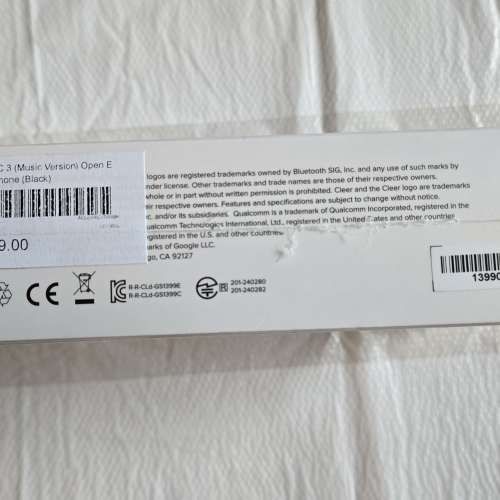 C 3 (Music Version) Open E
hone (Black)
9.00
logos are registered trademarks owned by Bluetooth SIG, Inc. and any use of such marks by
nder license. Other trademarks and trade names are those of their respective owners.
whole or in part without written permission is prohibited. Cleer and the Cleer logo are trademarks
heir respective owners. Features and specifications are subject to change without notice.
c. and/or its subsidiaries. Qualcomm is a trademark of Qualcomm Incorporated, registered in the
ualcomm Technologies International, Ltd., registered in the United States and other countries
egistered in the U.S. and other countries
marks of Google LLC.
go, CA 92127
CE
R-R-CLd-GS1399E
R-R-CLd-GS1399C
R
201-240280
201-240282
1399